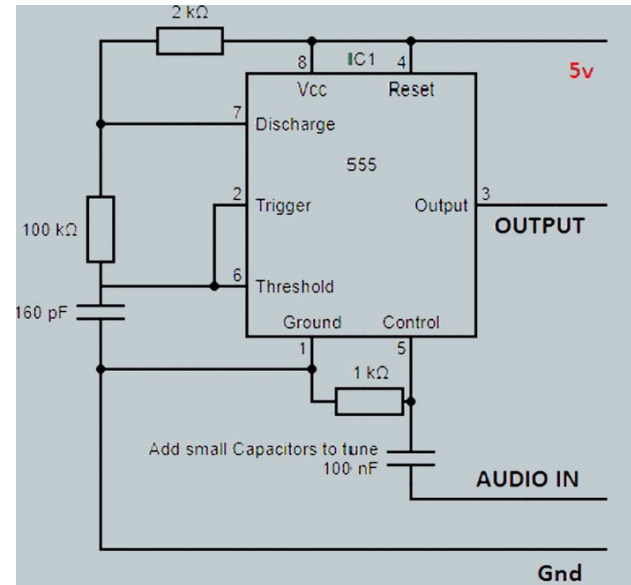 2 kΩ
8
IC1
4
5v
Vcc
Reset
7
Discharge
555
2
Trigger
Output
3
OUTPUT
100 kΩ
6
Threshold
160 pF
Ground
Control
1
5
1 kΩ
Add small Capacitors to tune
100 nF
AUDIO IN
Gnd